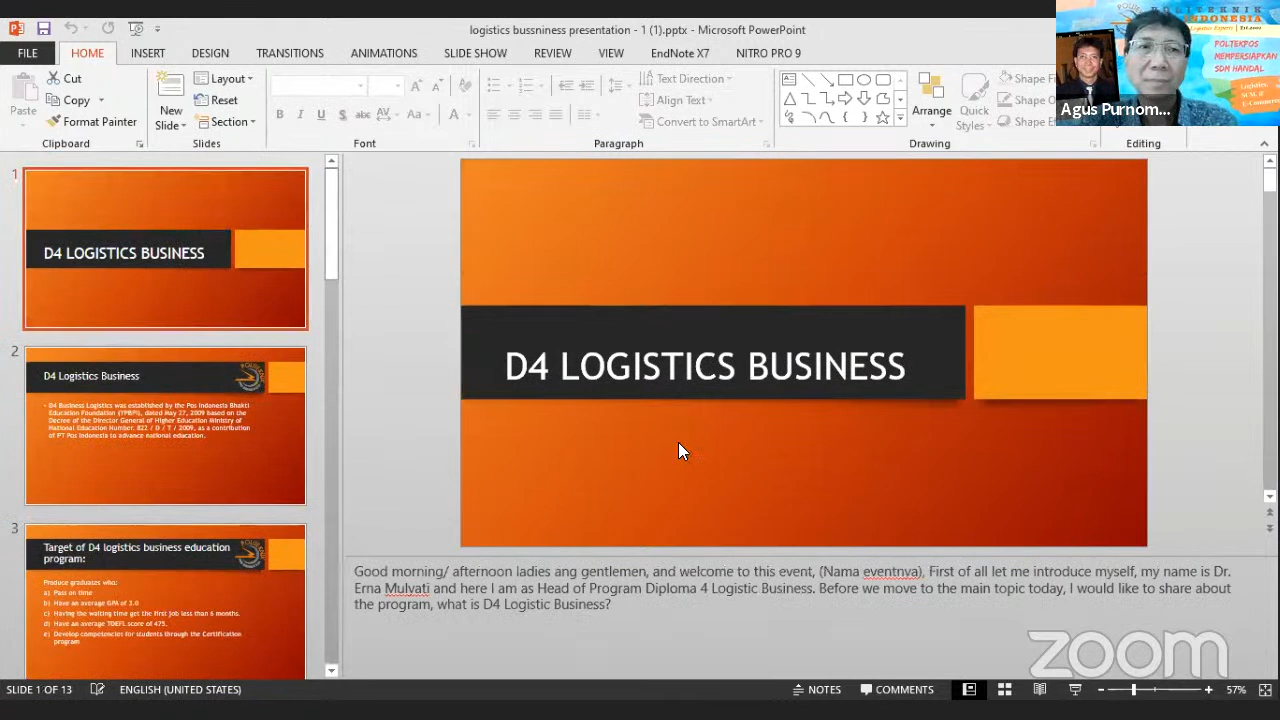 logistics bussniness presentation - 1 (1).pptx - Microsoft PowerPoint
FILE HOME INSERT DESIGN TRANSITIONS ANIMATIONS SLIDE SHOW REVIEW VIEW EndNote X7 NITRO PRO 9
Paste
Cut
Copy
Format Painter
Clipboard
New
Slide
Layout
Reset
Section
Slides
Font
Text Direction
Align Text
Convert to SmartArt
Paragraph
Arrange
Quick
Styles
Shape
Shape
Shape
Drawing
Editing
POLITEKNIK
INDONESIA
POLTEKPOS
MEMPERSIAPKAN
SDM HANDAL
Logistics,
SCM, &
E-Commerce
Agus Purnom...
1
D4 LOGISTICS BUSINESS
2
D4 Logistics Business
D4 Business Logistics was established by the Pos Indonesia Bhakti
Education Foundation (YPBPI), dated May 27, 2009 based on the
Decree of the Director General of Higher Education Ministry of
National Education Number. 822 / D / T / 2009, as a contribution
of PT Pos Indonesia to advance national education.
3
Target of D4 logistics business education
program:
Produce graduates who:
a) Pass on time
b) Have an average GPA of 3.0
c) Having the waiting time get the first job less than 6 months.
d) Have an average TOEFL score of 475.
e) Develop competencies for students through the Certification
program
D4 LOGISTICS BUSINESS
Good morning/ afternoon ladies ang gentlemen, and welcome to this event, (Nama eventnya), First of all let me introduce myself, my name is Dr.
Erna Mulyati and here I am as Head of Program Diploma 4 Logistic Business. Before we move to the main topic today, I would like to share about
the program, what is D4 Logistic Business?
zoom
SLIDE 1 OF 13 ENGLISH (UNITED STATES) NOTES COMMENTS 57%